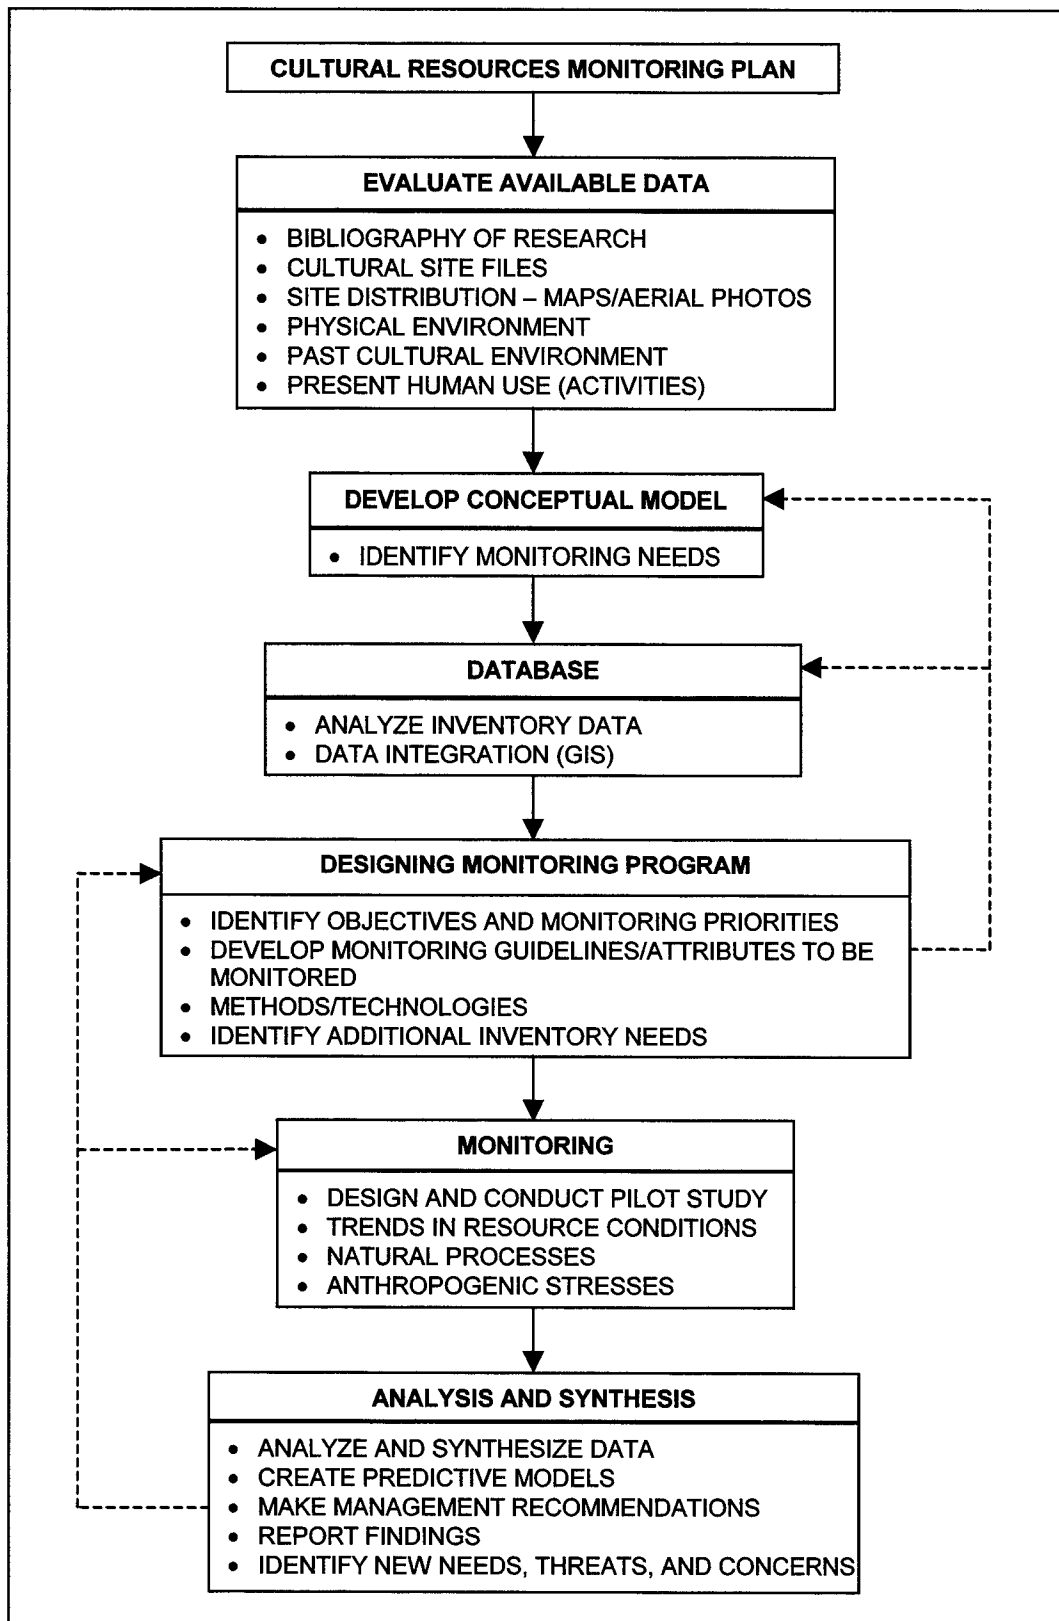 CULTURAL RESOURCES MONITORING PLAN
EVALUATE AVAILABLE DATA
• BIBLIOGRAPHY OF RESEARCH
• CULTURAL SITE FILES
• SITE DISTRIBUTION – MAPS/AERIAL PHOTOS
• PHYSICAL ENVIRONMENT
• PAST CULTURAL ENVIRONMENT
• PRESENT HUMAN USE (ACTIVITIES)
DEVELOP CONCEPTUAL MODEL
• IDENTIFY MONITORING NEEDS
DATABASE
• ANALYZE INVENTORY DATA
• DATA INTEGRATION (GIS)
DESIGNING MONITORING PROGRAM
• IDENTIFY OBJECTIVES AND MONITORING PRIORITIES
• DEVELOP MONITORING GUIDELINES/ATTRIBUTES TO BE
MONITORED
• METHODS/TECHNOLOGIES
• IDENTIFY ADDITIONAL INVENTORY NEEDS
MONITORING
• DESIGN AND CONDUCT PILOT STUDY
• TRENDS IN RESOURCE CONDITIONS
• NATURAL PROCESSES
• ANTHROPOGENIC STRESSES
ANALYSIS AND SYNTHESIS
• ANALYZE AND SYNTHESIZE DATA
• CREATE PREDICTIVE MODELS
• MAKE MANAGEMENT RECOMMENDATIONS
• REPORT FINDINGS
• IDENTIFY NEW NEEDS, THREATS, AND CONCERNS